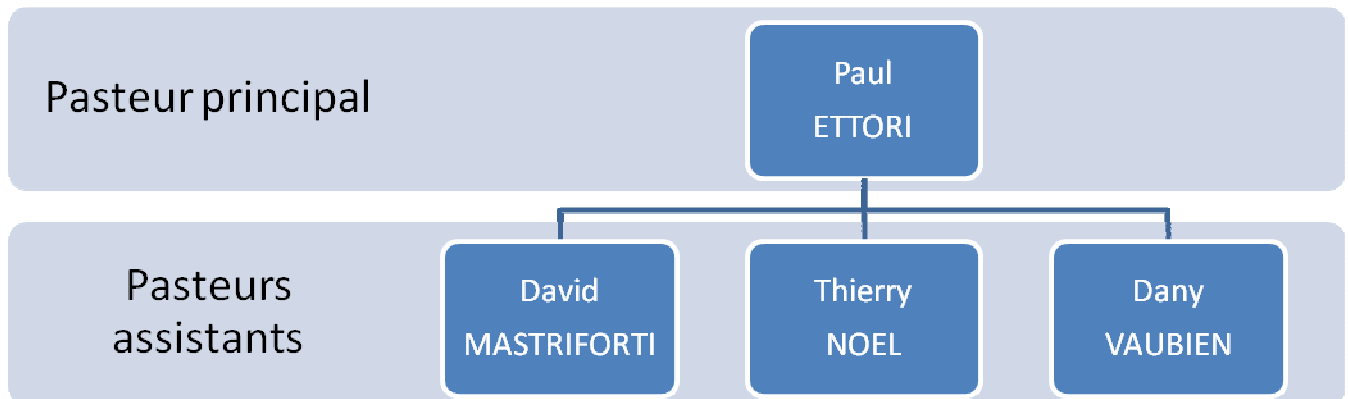 Pasteur principal
Paul
ETTORI
Pasteurs
assistants
David
MASTRIFORTI
Thierry
NOEL
Dany
VAUBIEN